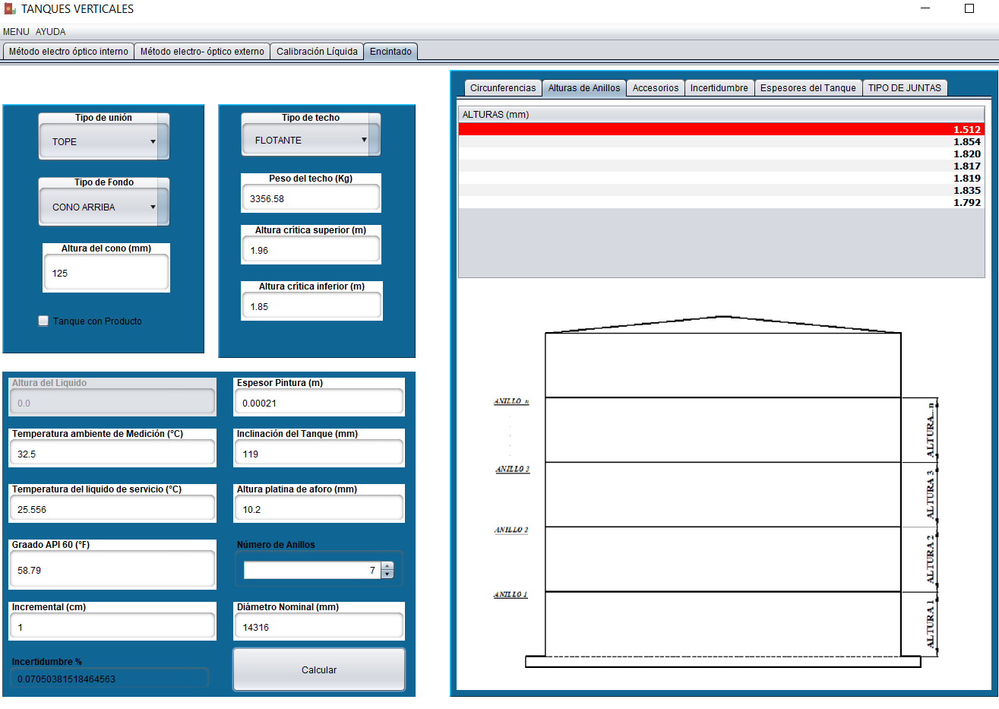 TANQUES VERTICALES
MENU AYUDA
Método electro óptico interno
Método electro- óptico externo
Calibración Líquida
Encintado
Tipo de unión
TOPE
Tipo de Fondo
CONO ARRIBA
Altura del cono (mm)
125
Tanque con Producto
Tipo de techo
FLOTANTE
Peso del techo (Kg)
3356.58
Altura crítica superior (m)
1.96
Altura crítica inferior (m)
1.85
Altura del Liquido
0.0
Espesor Pintura (m)
0.00021
Temperatura ambiente de Medición (°C)
32.5
Inclinación del Tanque (mm)
119
Temperatura del liquido de servicio (°C)
25.556
Altura platina de aforo (mm)
10.2
Graado API 60 (°F)
58.79
Número de Anillos
7
Incremental (cm)
1
Diámetro Nominal (mm)
14316
Incertidumbre %
0.07050381518464563
Calcular
Circunferencias
Alturas de Anillos
Accesorios
Incertidumbre
Espesores del Tanque
TIPO DE JUNTAS
ALTURAS (mm)
1.512
1.854
1.820
1.817
1.819
1.835
1.792
ANILLO n
ALTURA...n
ANILLO 3
ALTURA 3
ANILLO 2
ALTURA 2
ANILLO 1
ALTURA 1